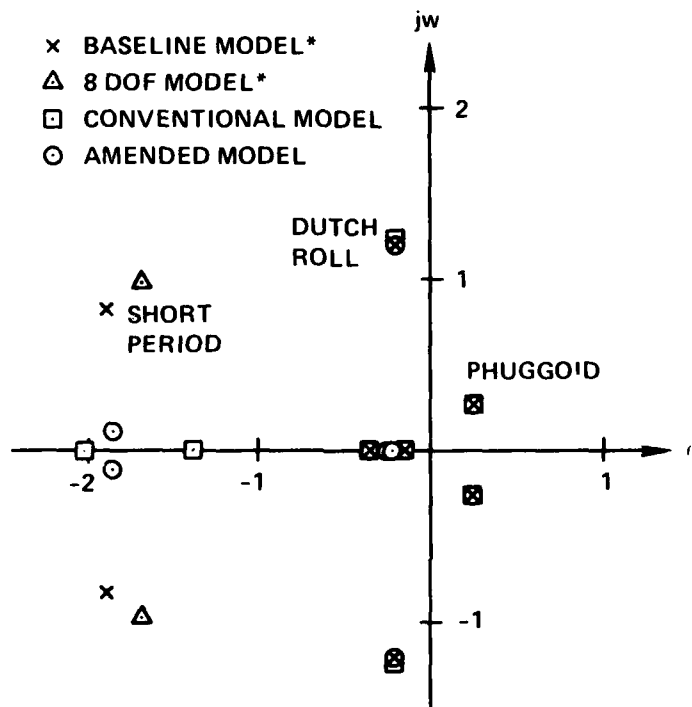 jw
× BASELINE MODEL*
8 DOF MODEL*
CONVENTIONAL MODEL
AMENDED MODEL
2
DUTCH
ROLL
1
SHORT
PERIOD
PHUGGOID
-2
-1
1
-1